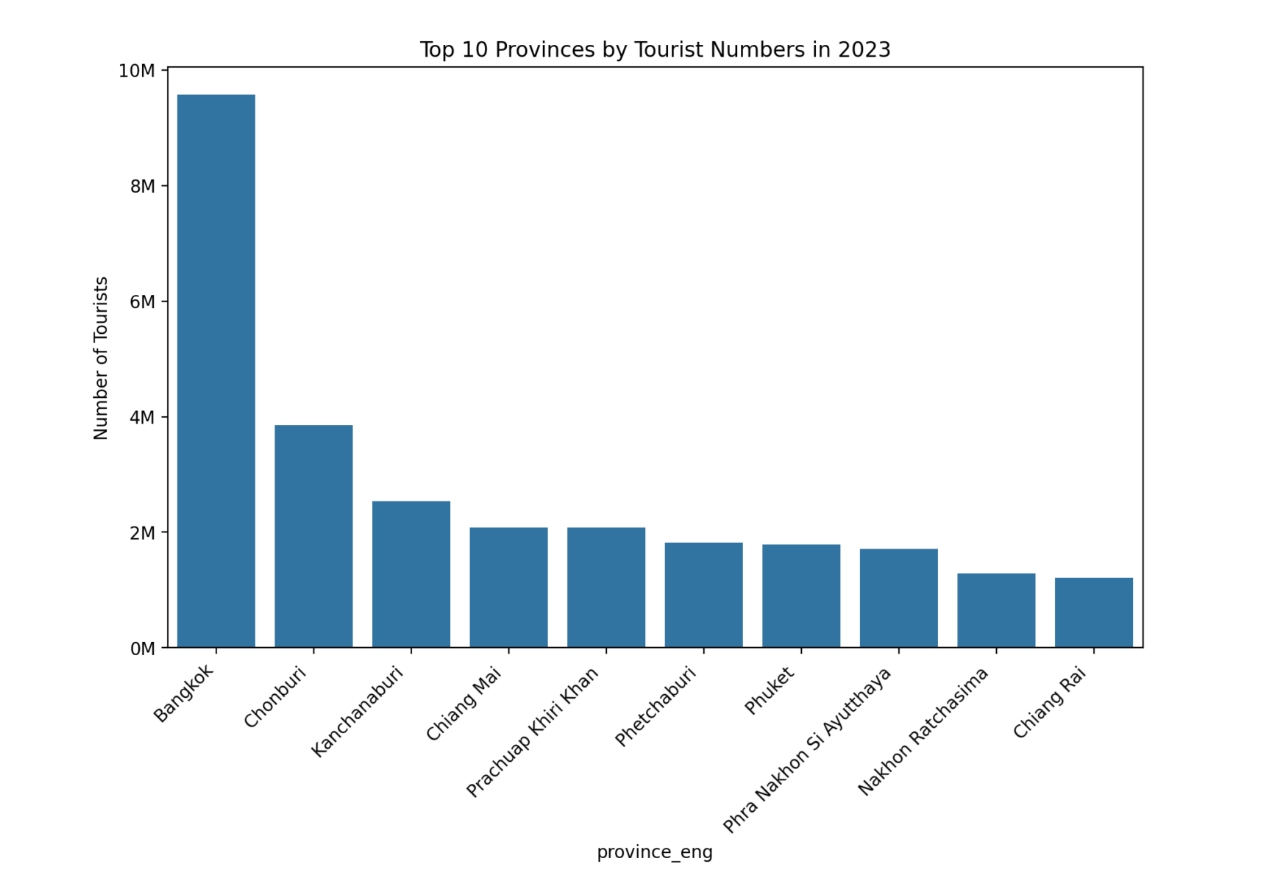 Top 10 Provinces by Tourist Numbers in 2023
10M
8M
6M
4M
2M
0M
Number of Tourists
Bangkok
Chonburi
Kanchanaburi
Chiang Mai
Prachuap Khiri Khan
Phetchaburi
Phuket
Phra Nakhon Si Ayutthaya
Nakhon Ratchasima
Chiang Rai
province_eng